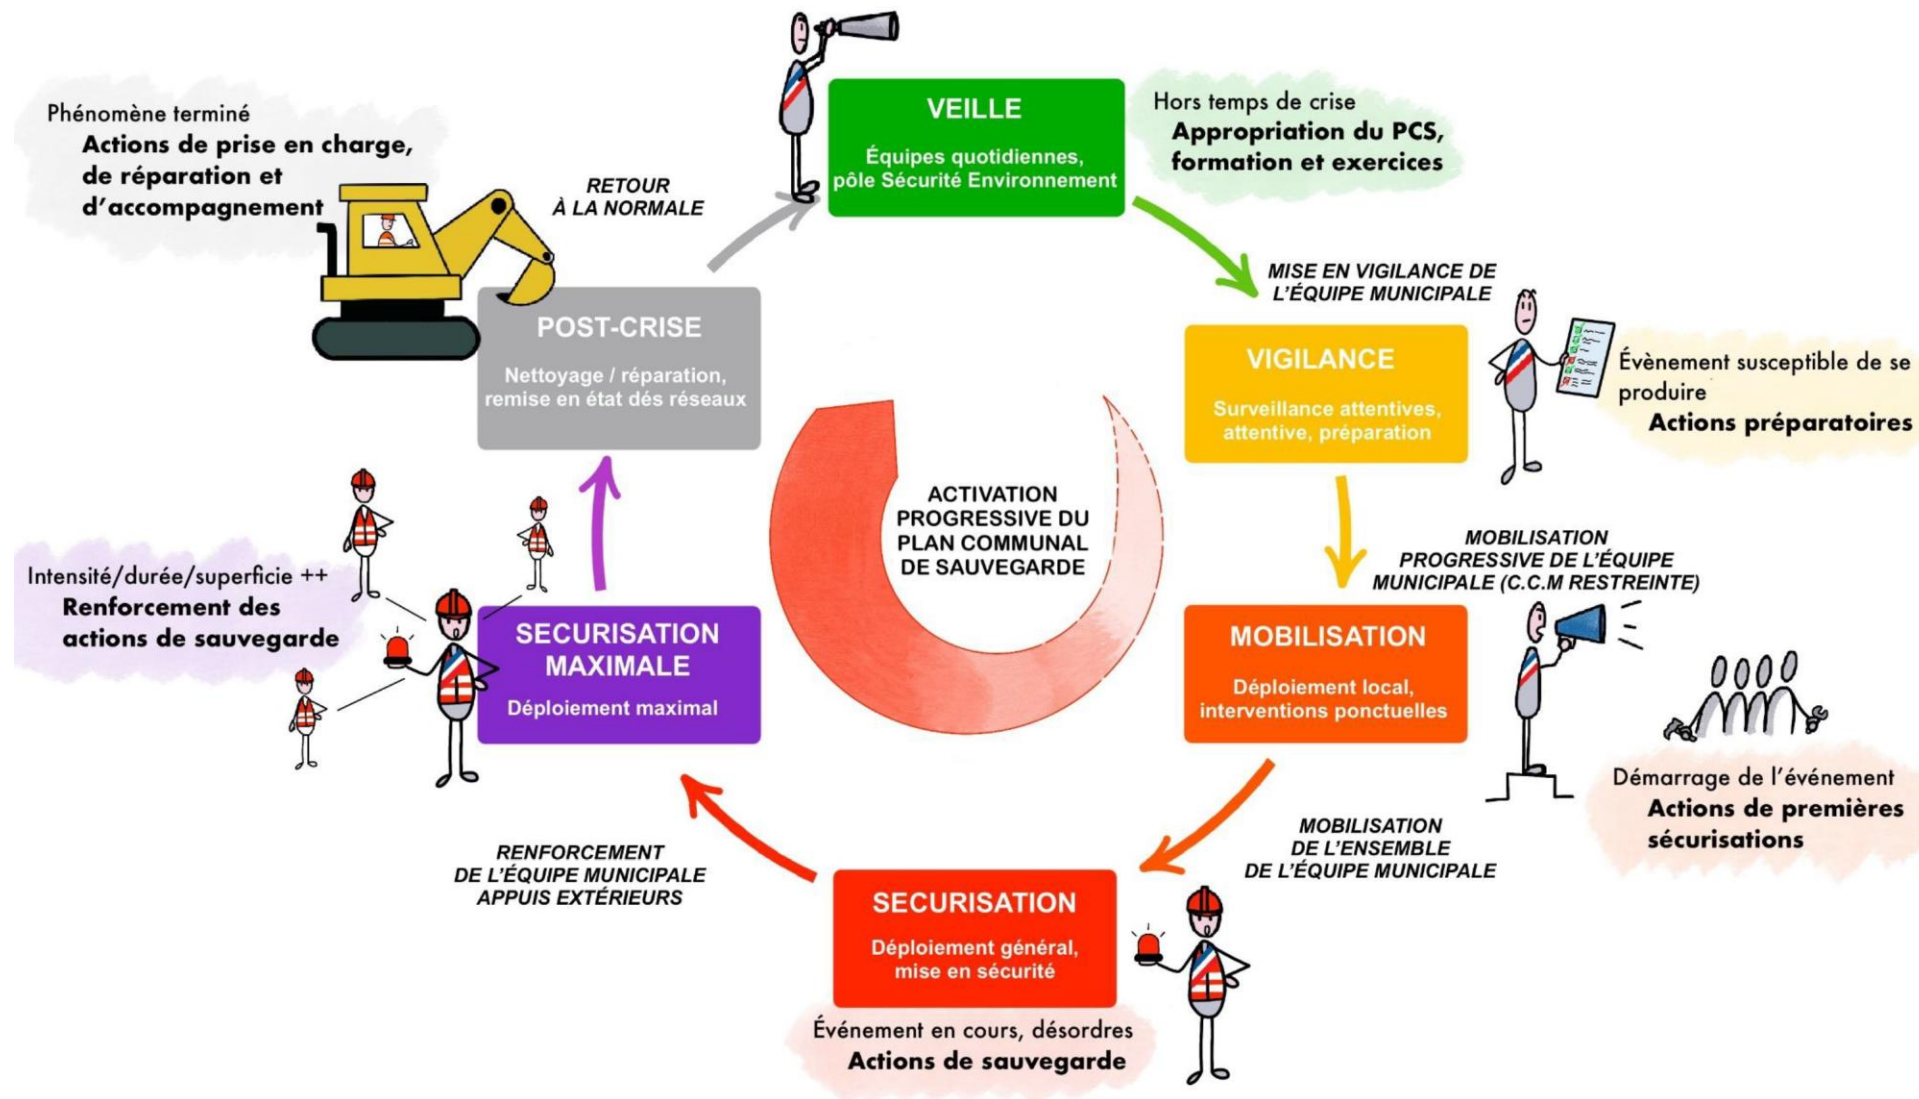 VEILLE
Équipes quotidiennes,
pôle Sécurité Environnement
Hors temps de crise
Appropriation du PCS,
formation et exercices
MISE EN VIGILANCE DE
L'ÉQUIPE MUNICIPALE
VIGILANCE
Surveillance attentives,
attentive, préparation
Évènement susceptible de se
produire
Actions préparatoires
MOBILISATION
PROGRESSIVE DE L'ÉQUIPE
MUNICIPALE (C.C.M RESTREINTE)
MOBILISATION
Déploiement local,
interventions ponctuelles
Démarrage de l'événement
Actions de premières
sécurisations
MOBILISATION
DE L'ENSEMBLE
DE L'ÉQUIPE MUNICIPALE
SECURISATION
Déploiement général,
mise en sécurité
Événement en cours, désordres
Actions de sauvegarde
RENFORCEMENT
DE L'ÉQUIPE MUNICIPALE
APPUIS EXTÉRIEURS
SECURISATION
MAXIMALE
Déploiement maximal
Intensité/durée/superficie ++
Renforcement des
actions de sauvegarde
POST-CRISE
Nettoyage / réparation,
remise en état dés réseaux
Phénomène terminé
Actions de prise en charge,
de réparation et
d'accompagnement
RETOUR
À LA NORMALE
ACTIVATION
PROGRESSIVE DU
PLAN COMMUNAL
DE SAUVEGARDE